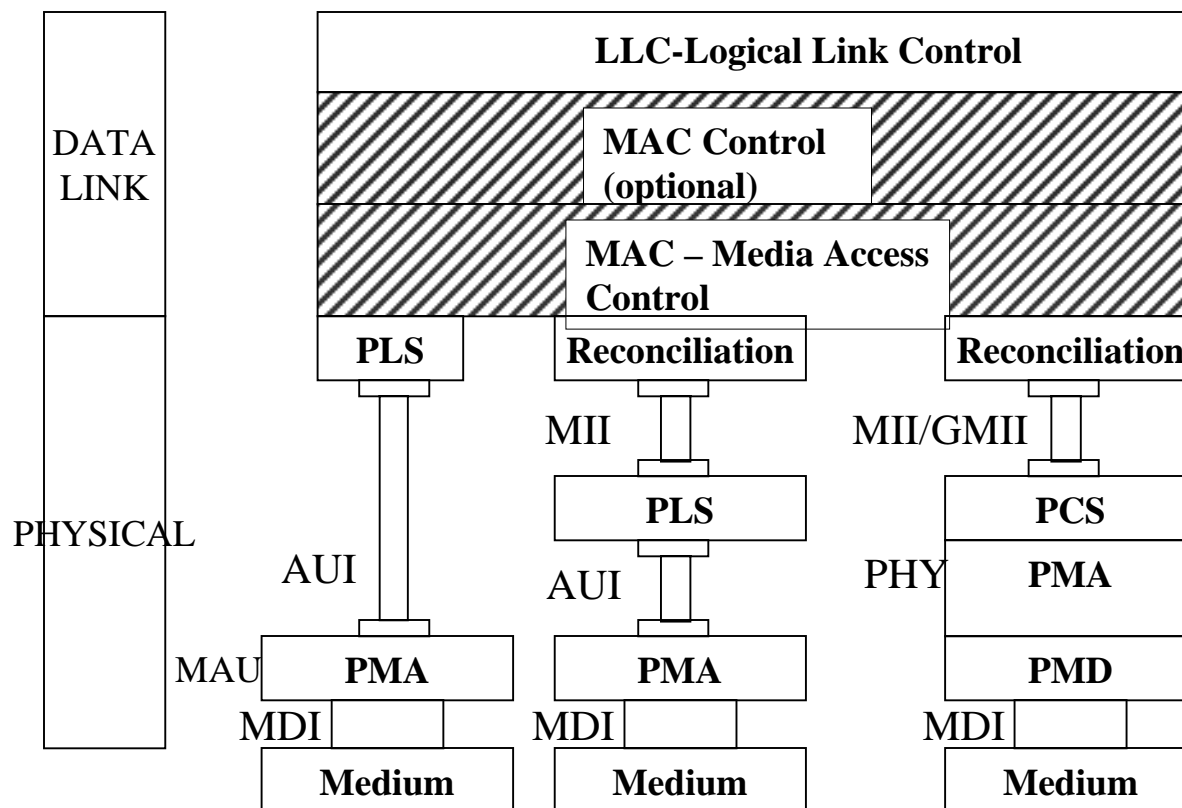 LLC-Logical Link Control
DATA
LINK
MAC Control
(optional)
MAC – Media Access
Control
PLS
Reconciliation
Reconciliation
MII
MII/GMII
PLS
PCS
PHYSICAL
AUI
AUI
PHY
PMA
MAU
PMA
PMA
PMD
MDI
MDI
MDI
Medium
Medium
Medium